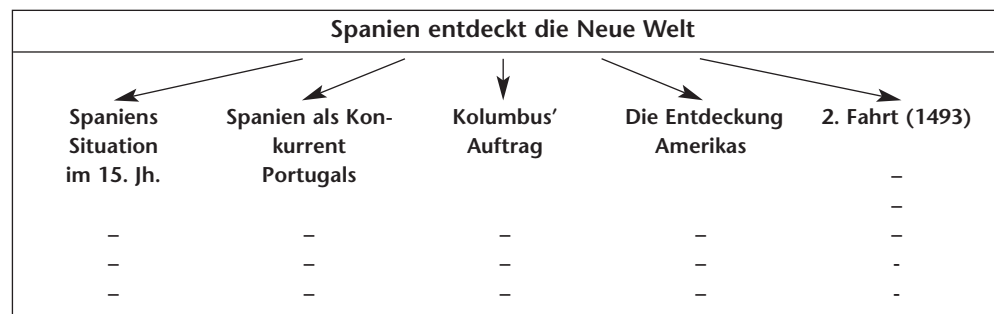 Spanien entdeckt die Neue Welt
Spaniens
Situation
im 15. Jh.
–
–
–
Spanien als Kon-
kurrent
Portugals
–
–
–
Kolumbus’
Auftrag
–
–
–
Die Entdeckung
Amerikas
–
–
–
2. Fahrt (1493)
–
–
–
-
-